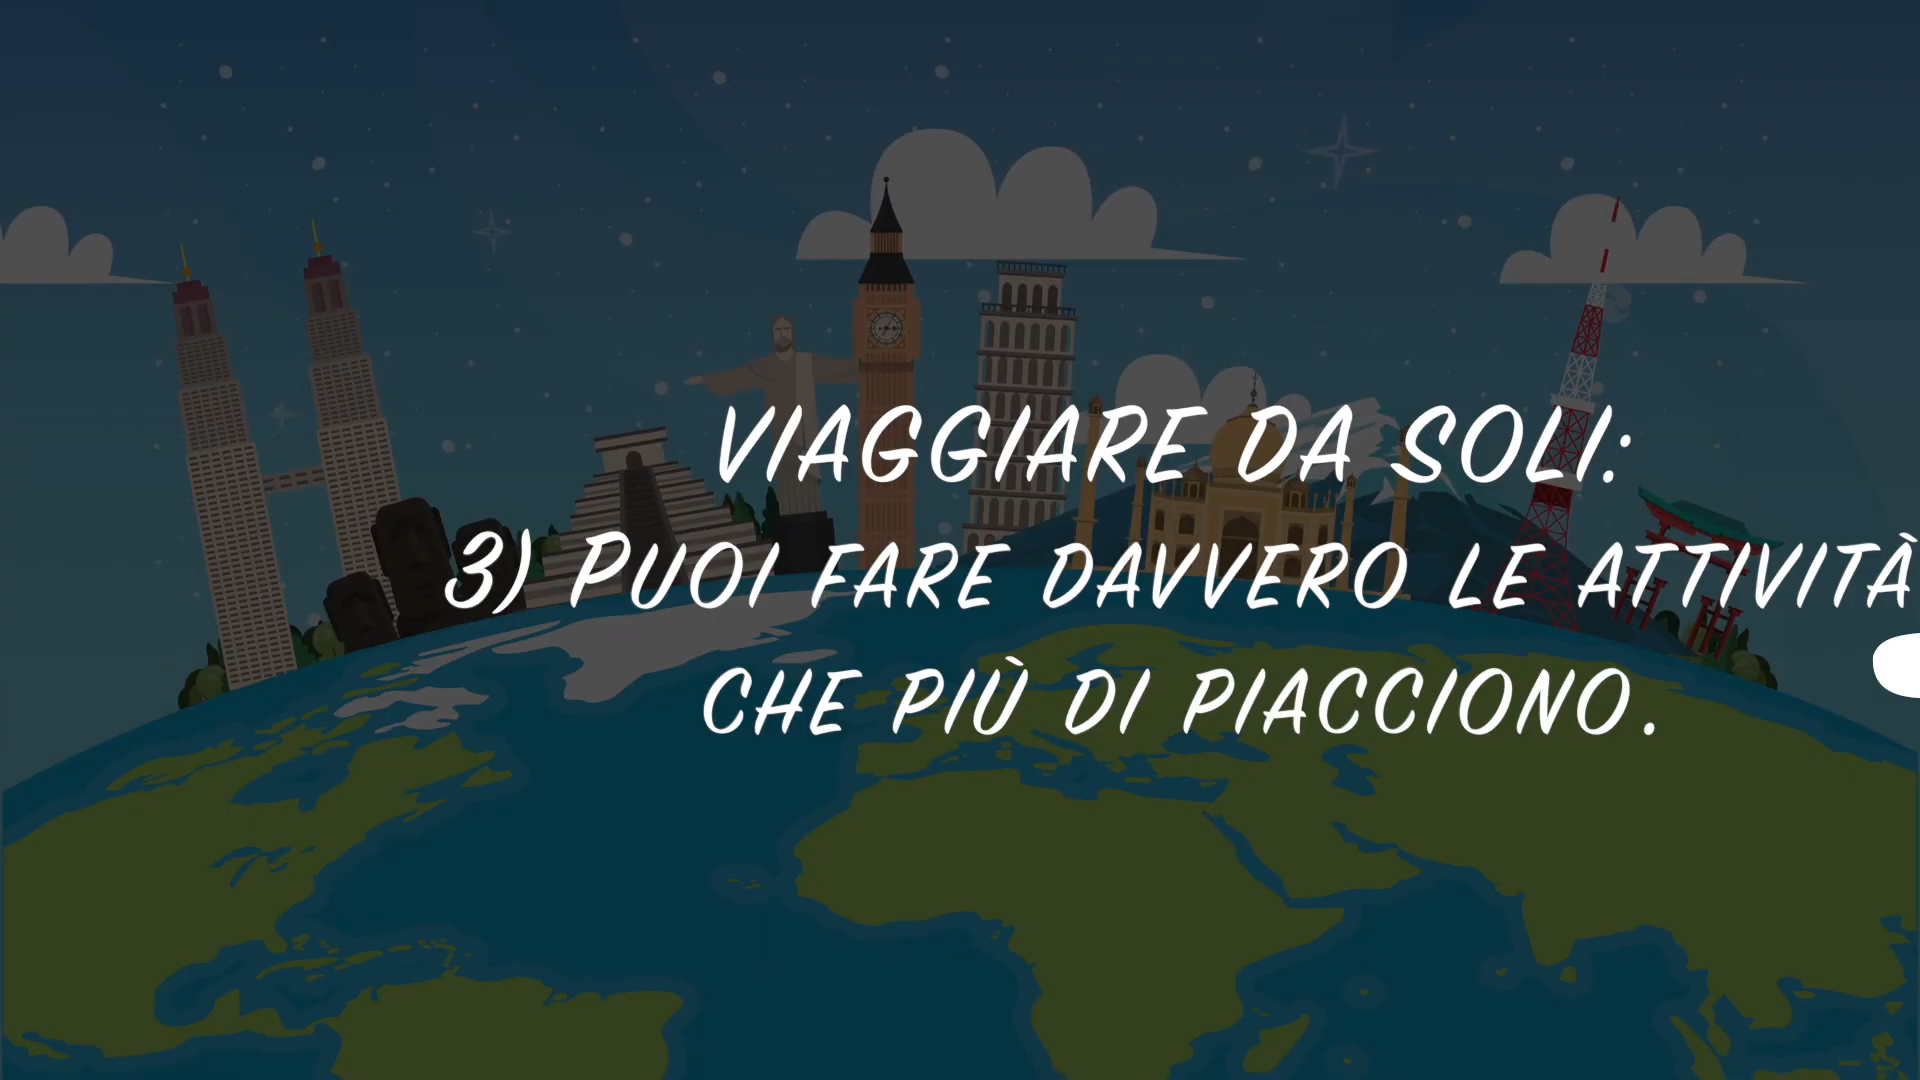 VIAGGIARE DA SOLI:
3) PUOI FARE DAVVERO LE ATTIVITÀ
CHE PIÙ DI PIACCIONO.